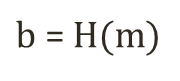 b = H(m)